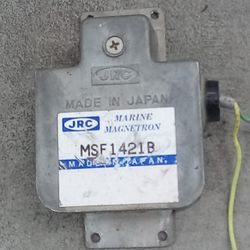 JRC
MADE IN JAPAN
JRC MARINE
MAGNETRON
MSF1421B
MADE IN JAPAN